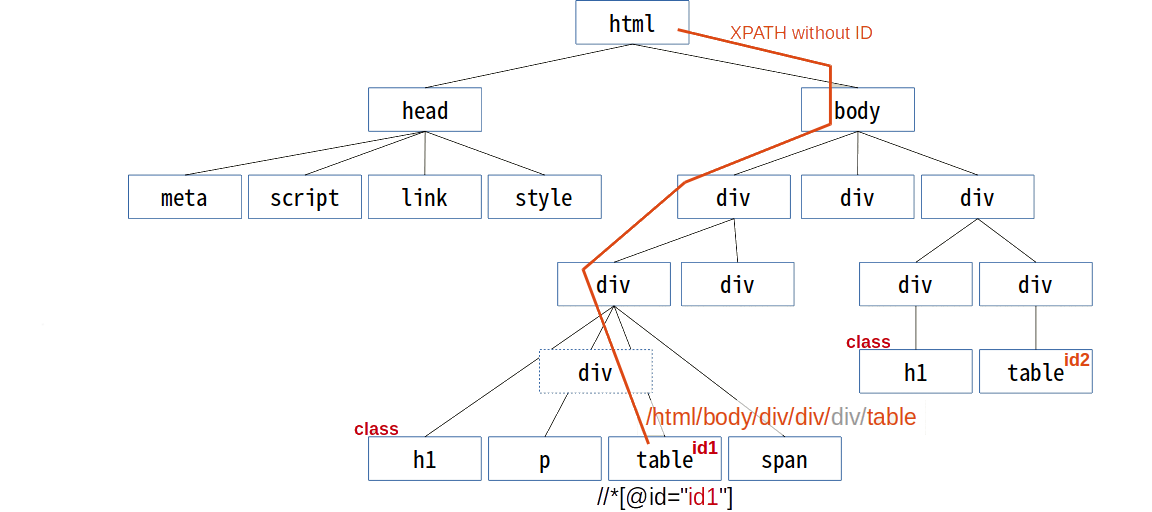 html
XPATH without ID
head
body
meta
script
link
style
div
div
div
div
div
div
div
class
id2
div
h1
table
/html/body/div/div/div/table
class
id1
h1
p
table
span
//*[@id="id1"]